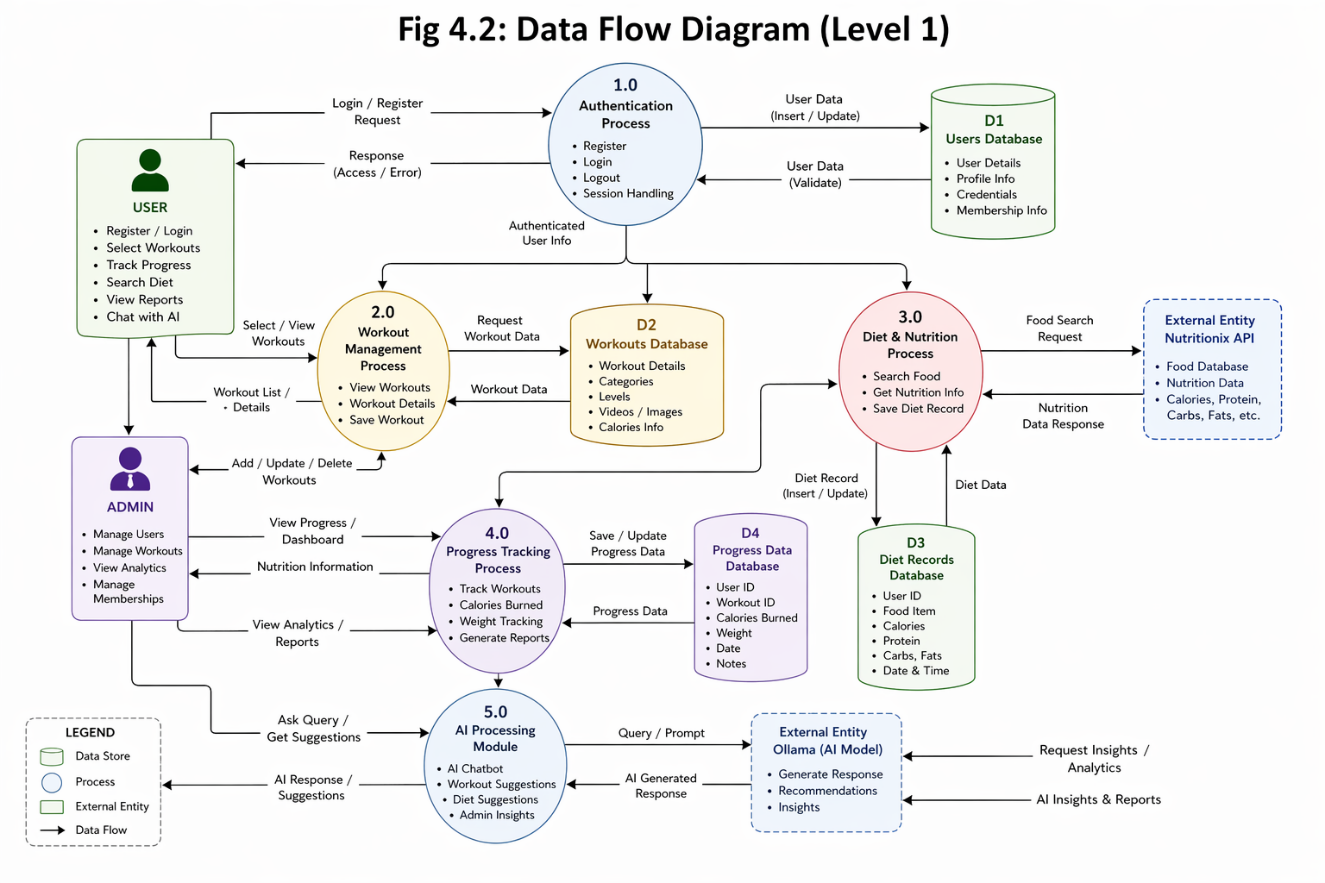 Fig 4.2: Data Flow Diagram (Level 1)
Login / Register
Request
Response
(Access / Error)
1.0
Authentication
Process
• Register
• Login
• Logout
• Session Handling
User Data
(Insert / Update)
User Data
(Validate)
D1
Users Database
• User Details
• Profile Info
• Credentials
• Membership Info
USER
• Register / Login
• Select Workouts
• Track Progress
• Search Diet
• View Reports
• Chat with AI
Authenticated
User Info
Select / View
Workouts
Workout List /
• Details
2.0
Workout
Management
Process
• View Workouts
• Workout Details
• Save Workout
Request
Workout Data
Workout Data
D2
Workouts Database
• Workout Details
• Categories
• Levels
• Videos / Images
• Calories Info
3.0
Diet & Nutrition
Process
• Search Food
• Get Nutrition Info
• Save Diet Record
Food Search
Request
Nutrition
Data Response
External Entity
Nutritionix API
• Food Database
• Nutrition Data
• Calories, Protein,
Carbs, Fats, etc.
Add / Update / Delete
Workouts
ADMIN
• Manage Users
• Manage Workouts
• View Analytics
• Manage
Memberships
View Progress /
Dashboard
Nutrition Information
View Analytics /
Reports
4.0
Progress Tracking
Process
• Track Workouts
• Calories Burned
• Weight Tracking
• Generate Reports
Save / Update
Progress Data
Progress Data
D4
Progress Data
Database
• User ID
• Workout ID
• Calories Burned
• Weight
• Date
• Notes
Diet Record
(Insert / Update)
Diet Data
D3
Diet Records
Database
• User ID
• Food Item
• Calories
• Protein
• Carbs, Fats
• Date & Time
LEGEND
Data Store
Process
External Entity
Data Flow
Ask Query /
Get Suggestions
AI Response /
Suggestions
5.0
AI Processing
Module
• AI Chatbot
• Workout Suggestions
• Diet Suggestions
• Admin Insights
Query / Prompt
AI Generated
Response
External Entity
Ollama (AI Model)
• Generate Response
• Recommendations
• Insights
Request Insights /
Analytics
AI Insights & Reports